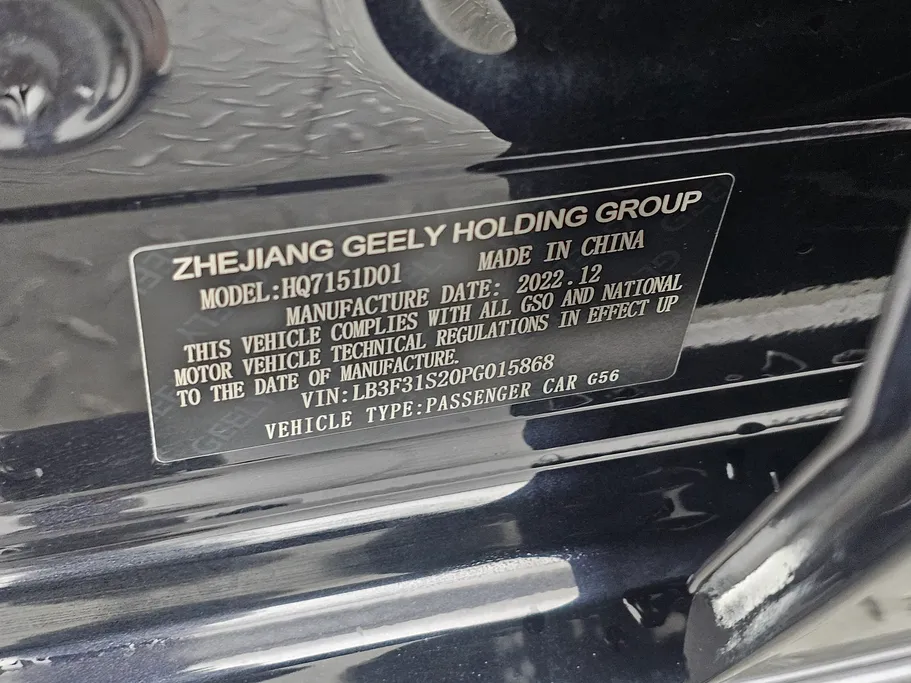 ZHEJIANG GEELY HOLDING GROUP
MODEL:HQ7151D01 MADE IN CHINA
MANUFACTURE DATE: 2022.12
THIS VEHICLE COMPLIES WITH ALL GSO AND NATIONAL
MOTOR VEHICLE TECHNICAL REGULATIONS IN EFFECT UP
TO THE DATE OF MANUFACTURE.
VIN:LB3F31S20PG015868
VEHICLE TYPE:PASSENGER CAR G56